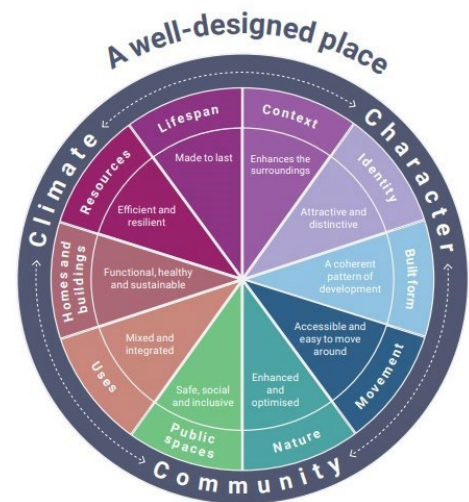 A well-designed place
Climate
Character
Community
Context
Enhances the
surroundings
Identity
Attractive and
distinctive
Built form
A coherent
pattern of
development
Movement
Accessible and
easy to move
around
Nature
Enhanced
and
optimised
Public
spaces
Safe, social
and inclusive
Uses
Mixed and
integrated
Homes and
buildings
Functional, healthy
and sustainable
Resources
Efficient and
resilient
Lifespan
Made to last